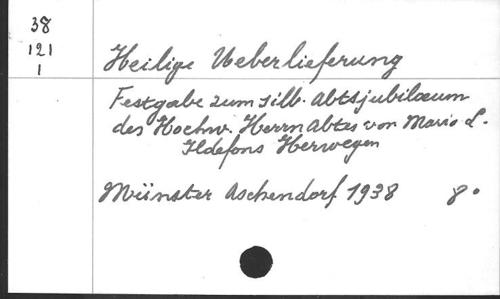 38
121
1
Heilige Ueberlieferung
Festgabe zum silb. Abtsjubilaeum
des Hochw. Herrn Abtes von Maria L.
Ildefons Herwegen
Münster Aschendorf 1938 8°